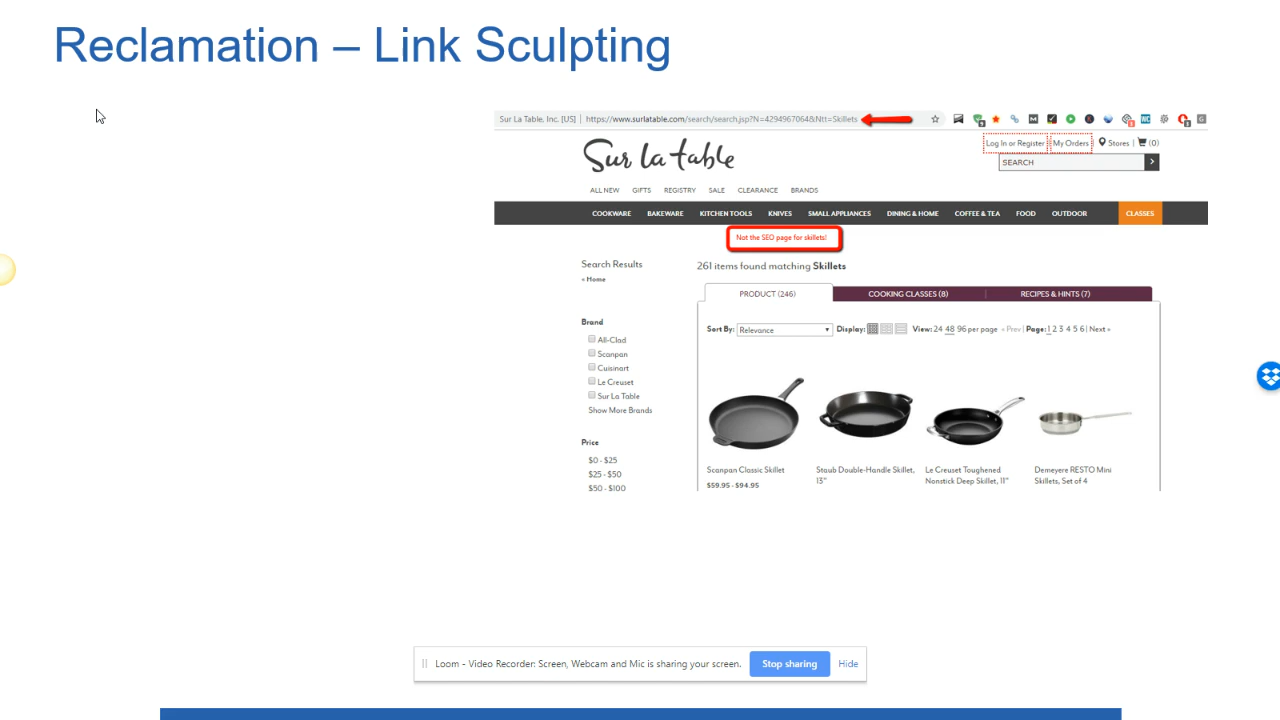 Reclamation – Link Sculpting
Sur La Table, Inc. [US] | https://www.surlatable.com/search/search.jsp?N=4294967064&Ntt=Skillets
Sur la table
Log In or Register My Orders Stores | (0)
SEARCH
ALL NEW GIFTS REGISTRY SALE CLEARANCE BRANDS
COOKWARE BAKEWARE KITCHEN TOOLS KNIVES SMALL APPLIANCES DINING & HOME COFFEE & TEA FOOD OUTDOOR CLASSES
Not the SEO page for skillets!
Search Results
« Home
261 items found matching Skillets
PRODUCT (246) COOKING CLASSES (8) RECIPES & HINTS (7)
Sort By: Relevance Display: View: 24 48 96 per page « Prev | Page: 1 2 3 4 5 6 | Next »
Brand
All-Clad
Scanpan
Cuisinart
Le Creuset
Sur La Table
Show More Brands
Price
$0 - $25
$25 - $50
$50 - $100
Scanpan Classic Skillet
$59.95 - $94.95
Staub Double-Handle Skillet,
13"
Le Creuset Toughened
Nonstick Deep Skillet, 11"
Demeyere RESTO Mini
Skillets, Set of 4
Loom - Video Recorder: Screen, Webcam and Mic is sharing your screen. Stop sharing Hide